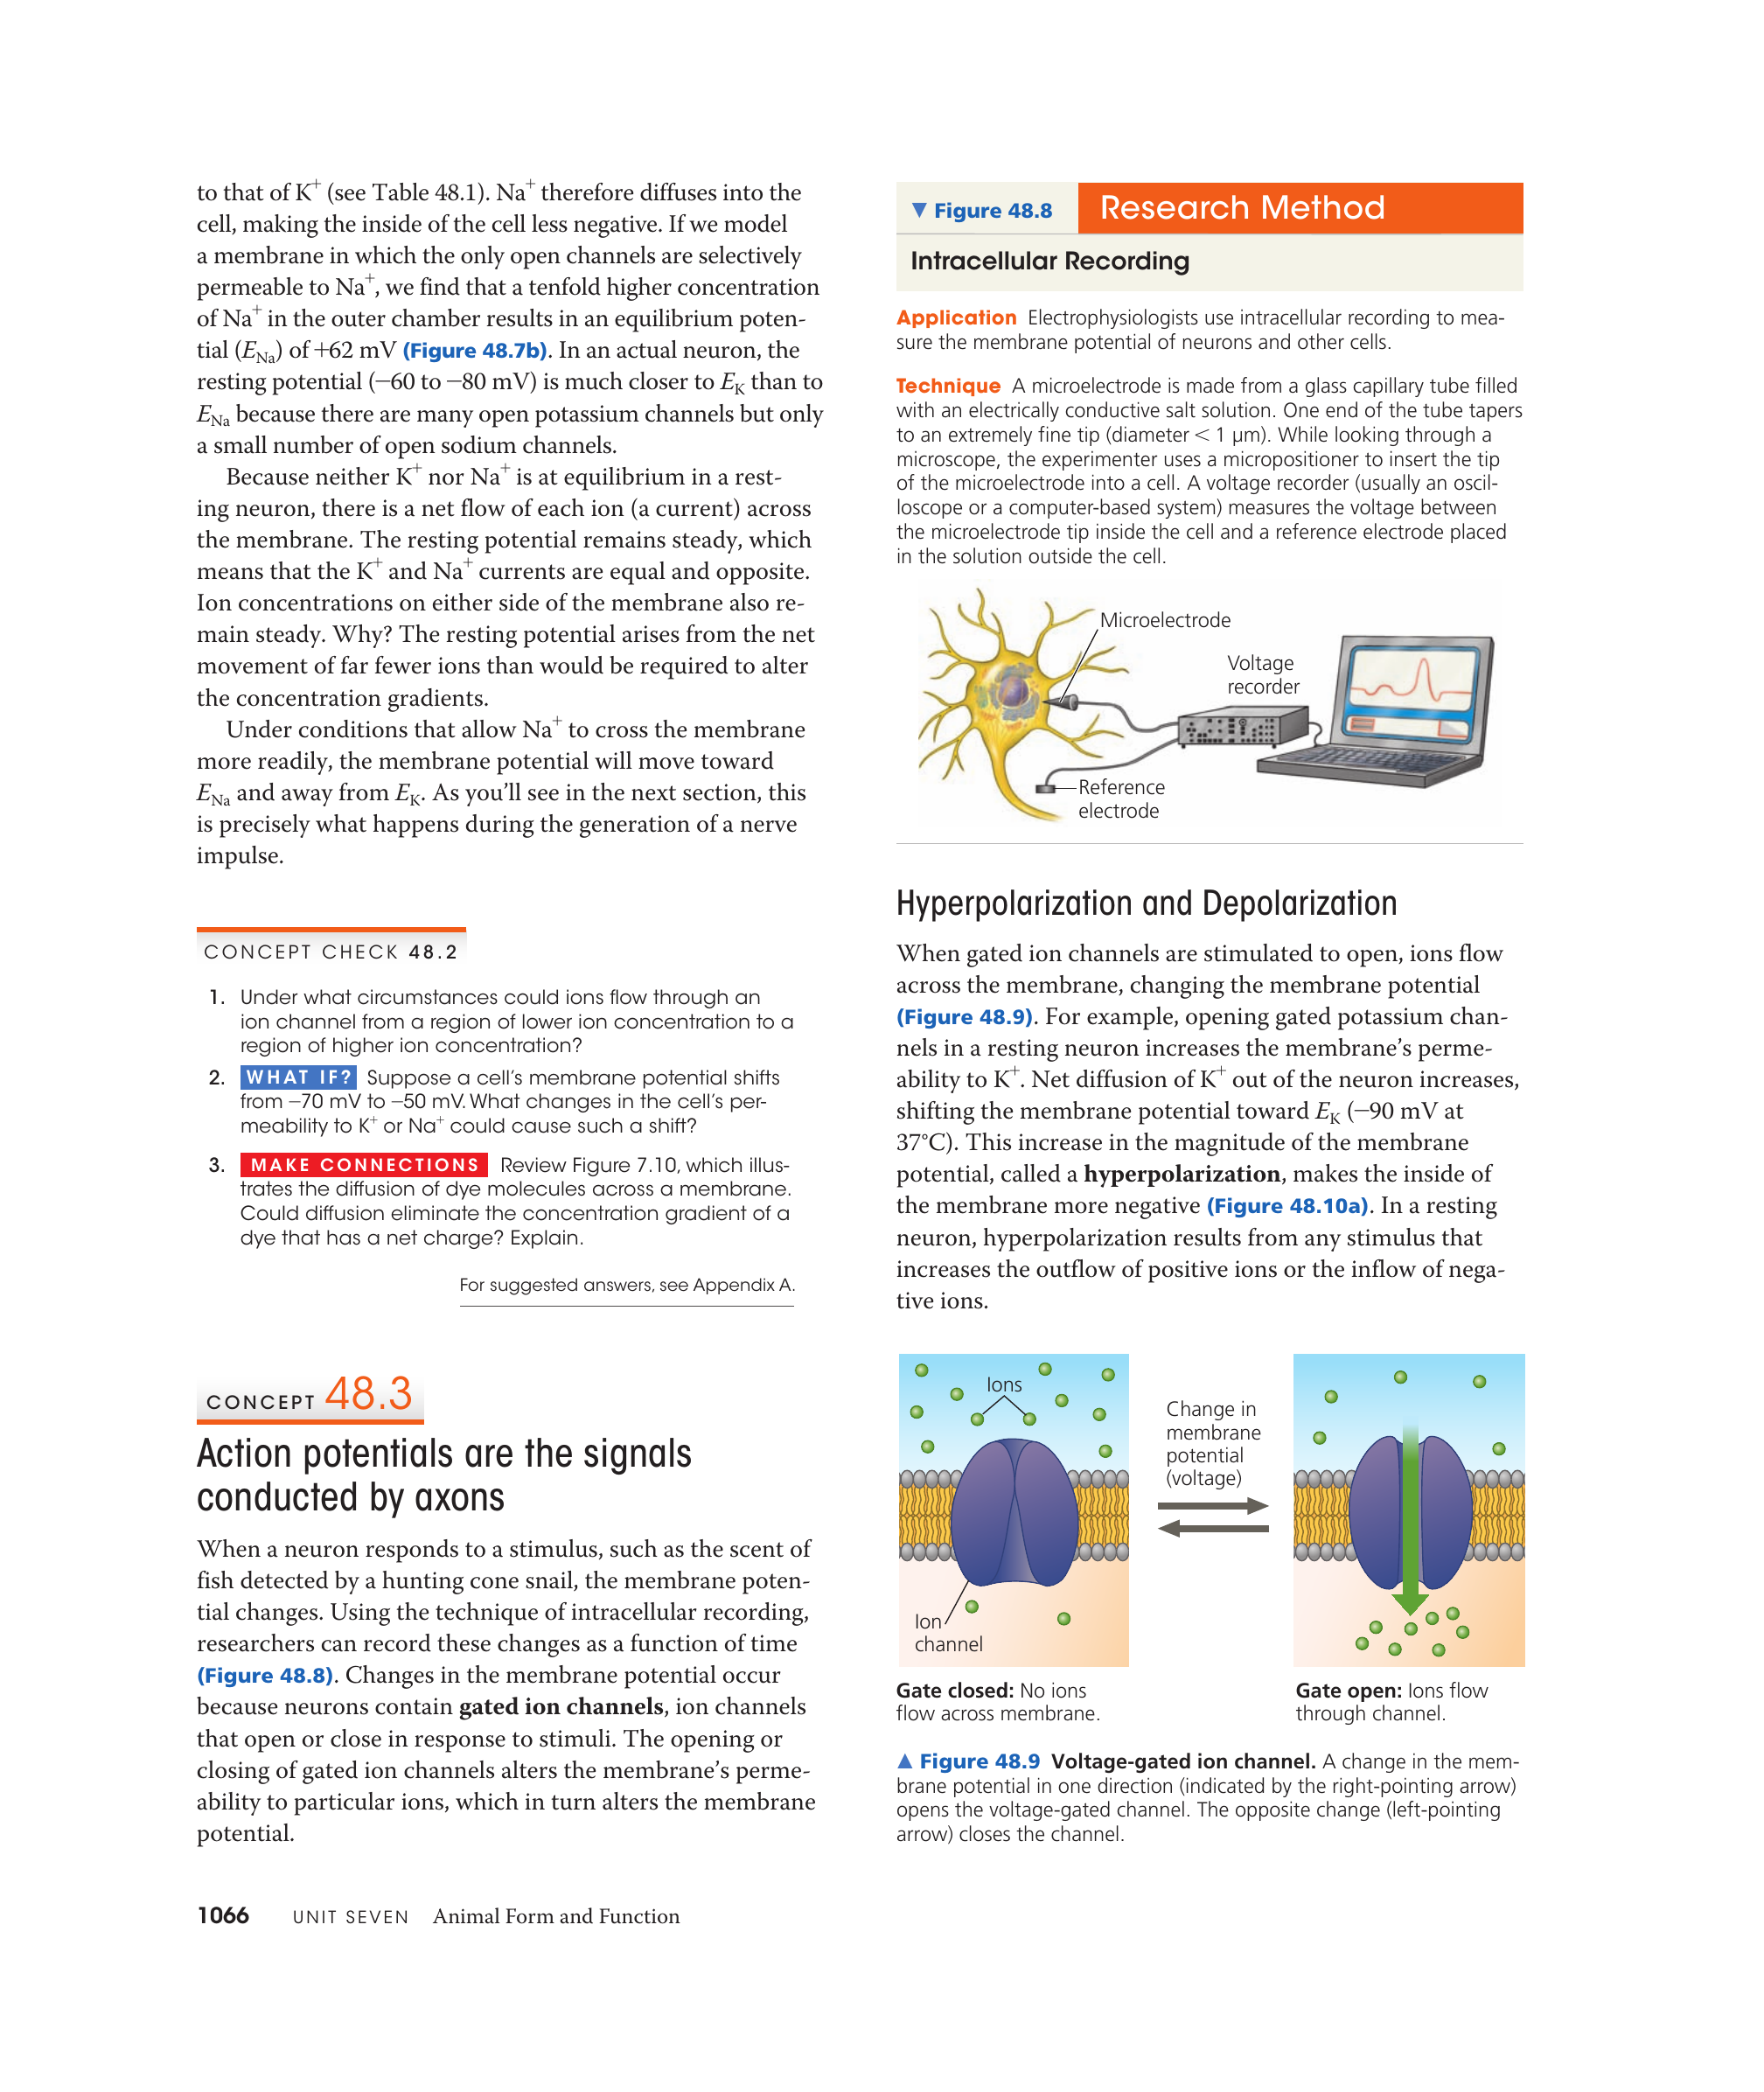 to that of K⁺ (see Table 48.1). Na⁺ therefore diffuses into the
cell, making the inside of the cell less negative. If we model
a membrane in which the only open channels are selectively
permeable to Na⁺, we find that a tenfold higher concentration
of Na⁺ in the outer chamber results in an equilibrium poten-
tial (E_Na) of +62 mV (Figure 48.7b). In an actual neuron, the
resting potential (−60 to −80 mV) is much closer to E_K than to
E_Na because there are many open potassium channels but only
a small number of open sodium channels.
Because neither K⁺ nor Na⁺ is at equilibrium in a rest-
ing neuron, there is a net flow of each ion (a current) across
the membrane. The resting potential remains steady, which
means that the K⁺ and Na⁺ currents are equal and opposite.
Ion concentrations on either side of the membrane also re-
main steady. Why? The resting potential arises from the net
movement of far fewer ions than would be required to alter
the concentration gradients.
Under conditions that allow Na⁺ to cross the membrane
more readily, the membrane potential will move toward
E_Na and away from E_K. As you'll see in the next section, this
is precisely what happens during the generation of a nerve
impulse.
CONCEPT CHECK 48.2
1. Under what circumstances could ions flow through an
ion channel from a region of lower ion concentration to a
region of higher ion concentration?
2. WHAT IF? Suppose a cell's membrane potential shifts
from −70 mV to −50 mV. What changes in the cell's per-
meability to K⁺ or Na⁺ could cause such a shift?
3. MAKE CONNECTIONS Review Figure 7.10, which illus-
trates the diffusion of dye molecules across a membrane.
Could diffusion eliminate the concentration gradient of a
dye that has a net charge? Explain.
For suggested answers, see Appendix A.
CONCEPT 48.3
Action potentials are the signals
conducted by axons
When a neuron responds to a stimulus, such as the scent of
fish detected by a hunting cone snail, the membrane poten-
tial changes. Using the technique of intracellular recording,
researchers can record these changes as a function of time
(Figure 48.8). Changes in the membrane potential occur
because neurons contain gated ion channels, ion channels
that open or close in response to stimuli. The opening or
closing of gated ion channels alters the membrane's perme-
ability to particular ions, which in turn alters the membrane
potential.
▼ Figure 48.8 Research Method
Intracellular Recording
Application Electrophysiologists use intracellular recording to mea-
sure the membrane potential of neurons and other cells.
Technique A microelectrode is made from a glass capillary tube filled
with an electrically conductive salt solution. One end of the tube tapers
to an extremely fine tip (diameter < 1 µm). While looking through a
microscope, the experimenter uses a micropositioner to insert the tip
of the microelectrode into a cell. A voltage recorder (usually an oscil-
loscope or a computer-based system) measures the voltage between
the microelectrode tip inside the cell and a reference electrode placed
in the solution outside the cell.
Microelectrode
Voltage
recorder
Reference
electrode
Hyperpolarization and Depolarization
When gated ion channels are stimulated to open, ions flow
across the membrane, changing the membrane potential
(Figure 48.9). For example, opening gated potassium chan-
nels in a resting neuron increases the membrane's perme-
ability to K⁺. Net diffusion of K⁺ out of the neuron increases,
shifting the membrane potential toward E_K (−90 mV at
37°C). This increase in the magnitude of the membrane
potential, called a hyperpolarization, makes the inside of
the membrane more negative (Figure 48.10a). In a resting
neuron, hyperpolarization results from any stimulus that
increases the outflow of positive ions or the inflow of nega-
tive ions.
Ions
Ion
channel
Change in
membrane
potential
(voltage)
Gate closed: No ions
flow across membrane.
Gate open: Ions flow
through channel.
▲ Figure 48.9 Voltage-gated ion channel. A change in the mem-
brane potential in one direction (indicated by the right-pointing arrow)
opens the voltage-gated channel. The opposite change (left-pointing
arrow) closes the channel.
1066 UNIT SEVEN Animal Form and Function